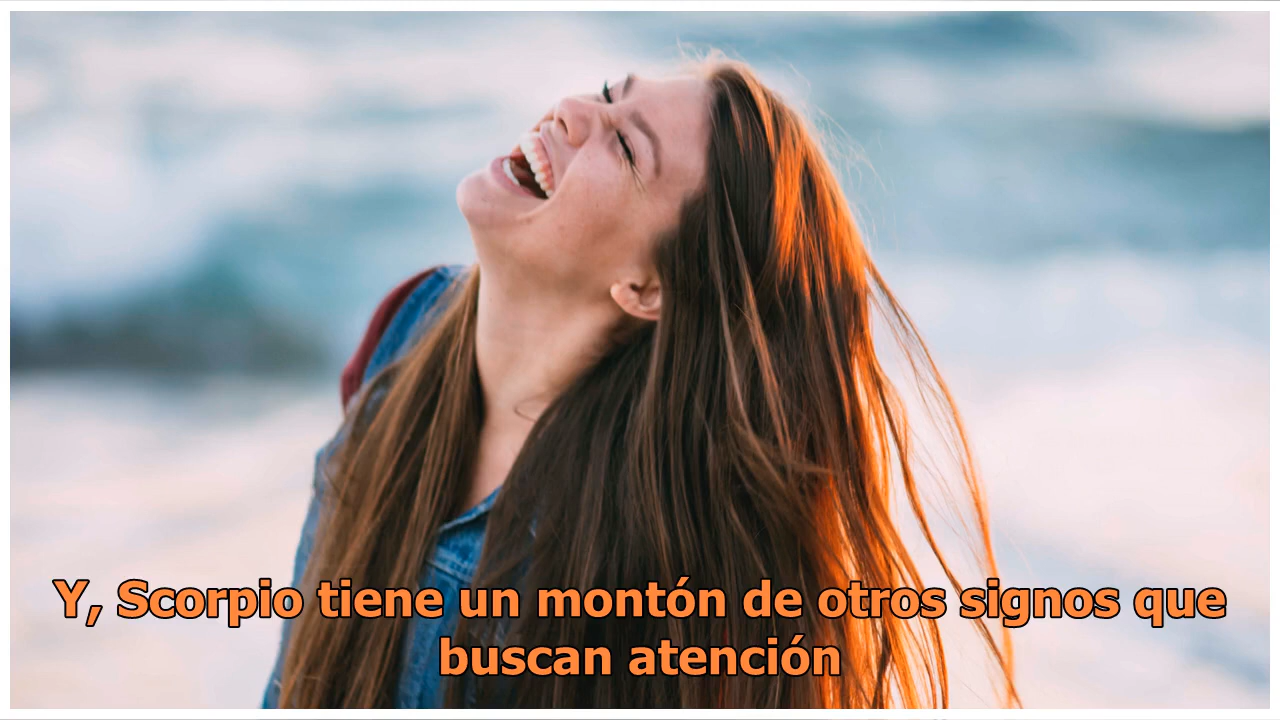 Y, Scorpio tiene un montón de otros signos que
buscan atención